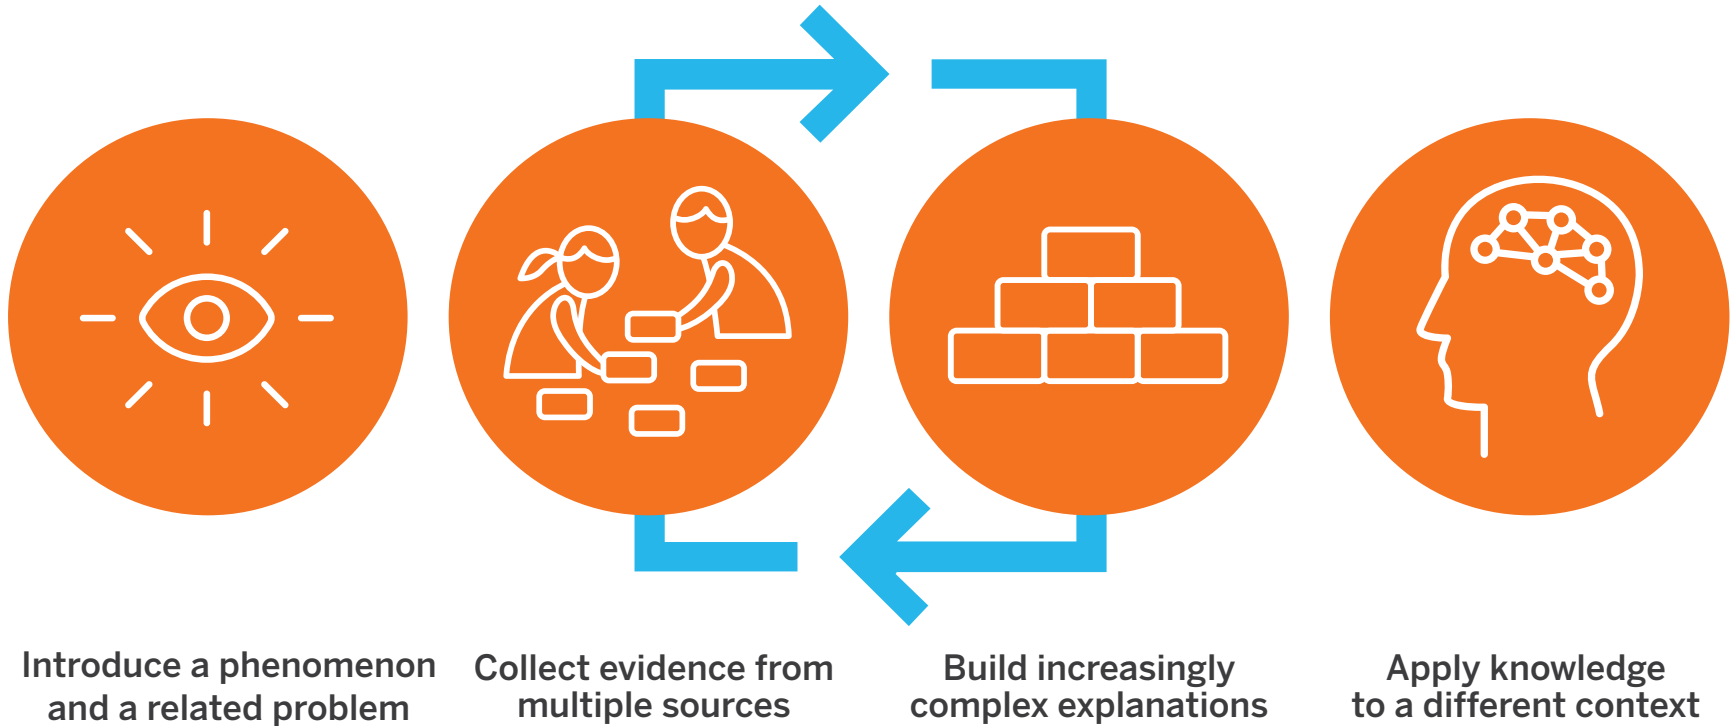 Introduce a phenomenon
and a related problem
Collect evidence from
multiple sources
Build increasingly
complex explanations
Apply knowledge
to a different context